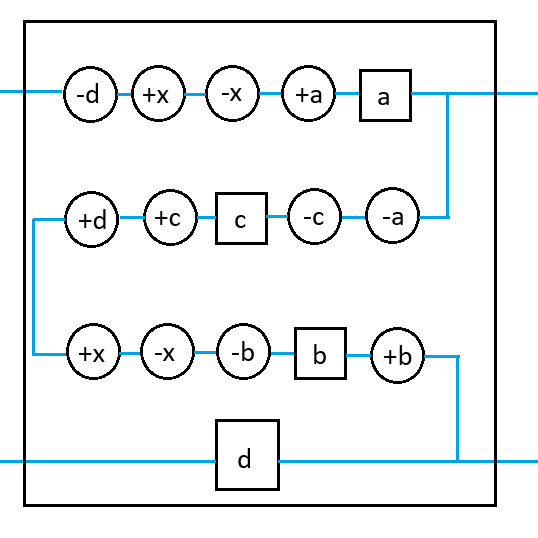 -d +x -x +a a
+d +c c -c -a
+x -x -b b +b
d